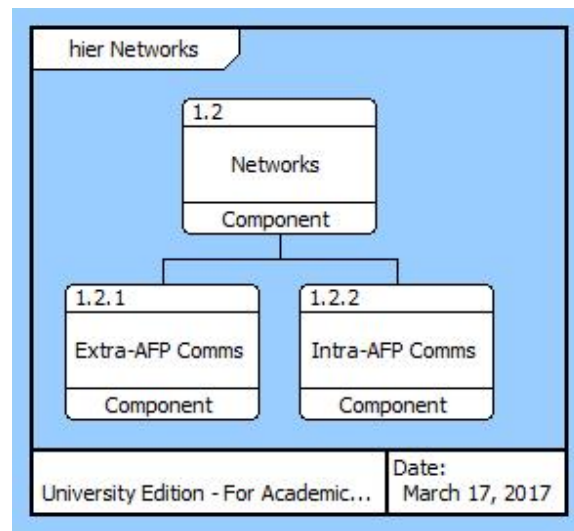 hier Networks
1.2
Networks
Component
1.2.1
Extra-AFP Comms
Component
1.2.2
Intra-AFP Comms
Component
University Edition - For Academic...
Date:
March 17, 2017